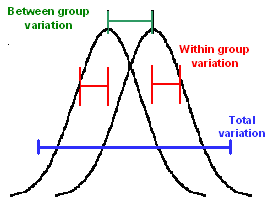 Between group
variation
Within group
variation
Total
variation